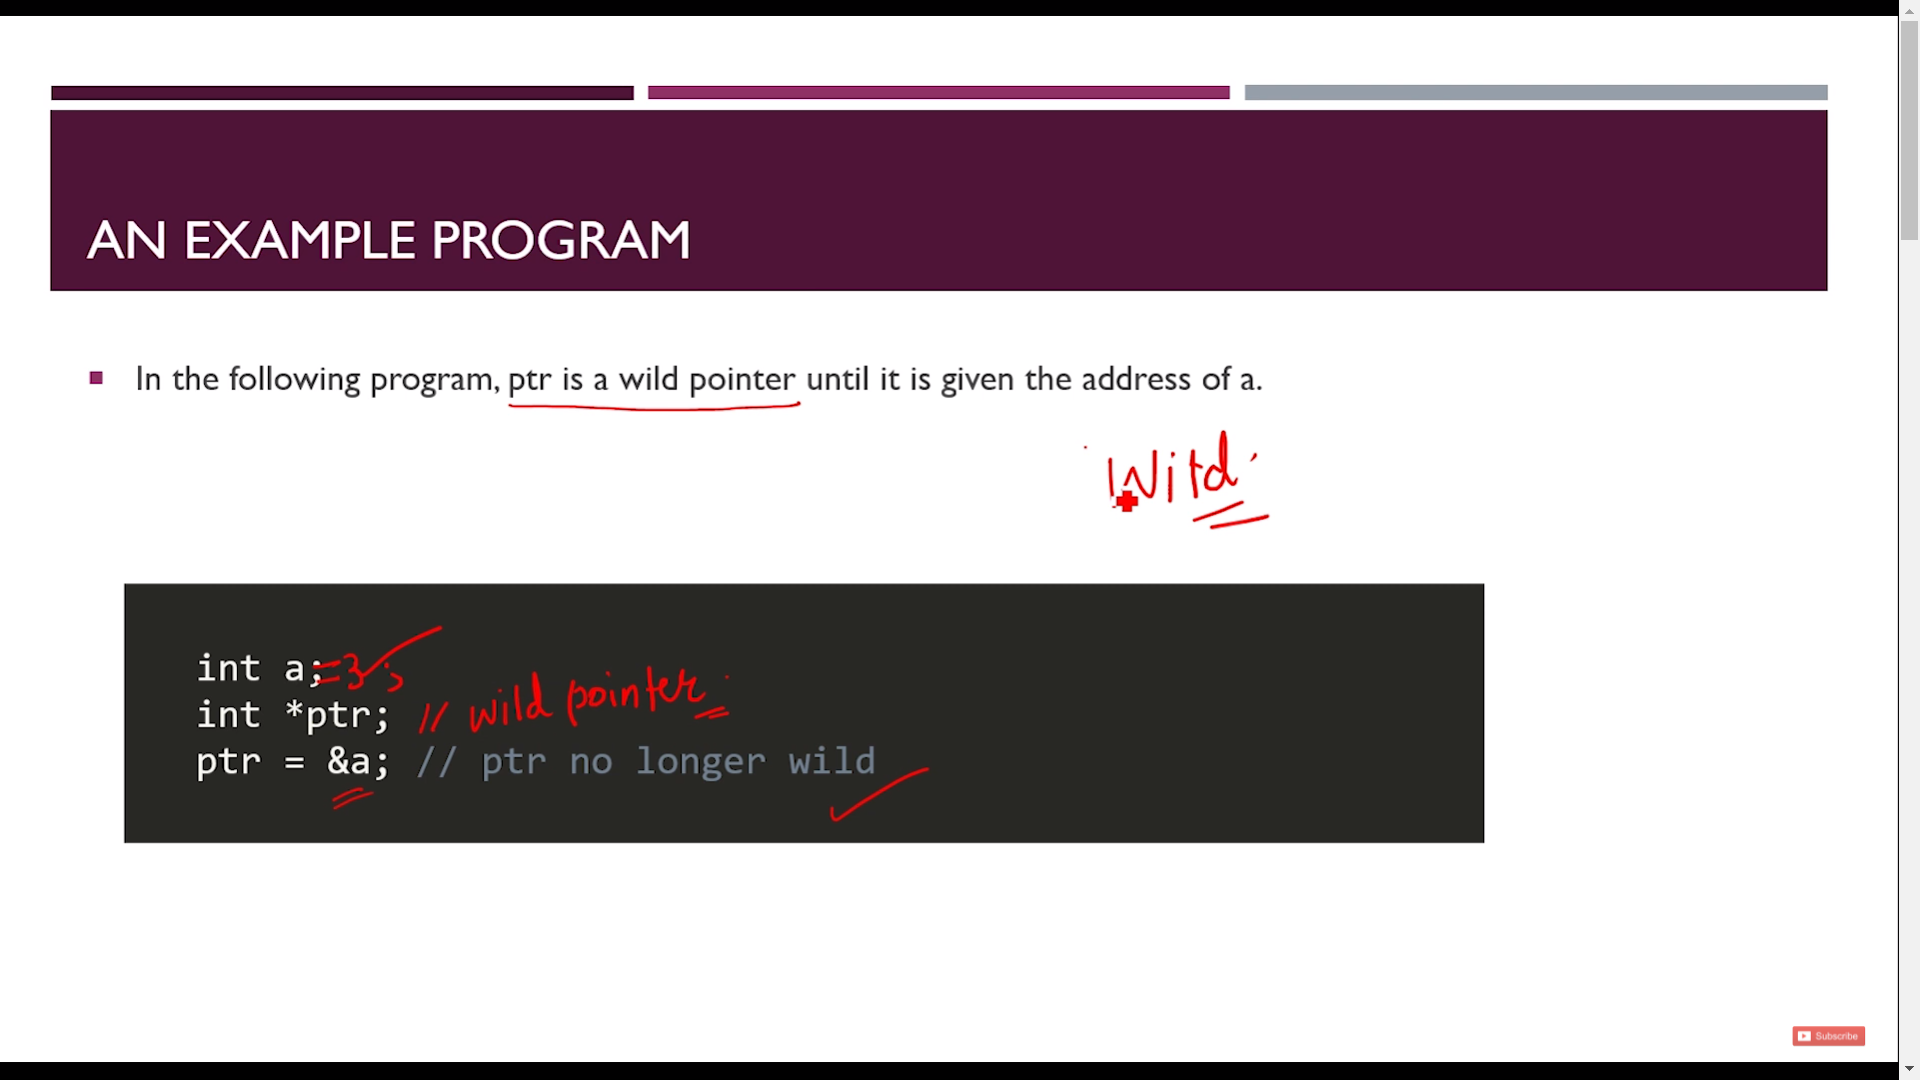 AN EXAMPLE PROGRAM
In the following program, ptr is a wild pointer until it is given the address of a.
Wild
int a; =3;
int *ptr; // wild pointer
ptr = &a; // ptr no longer wild
Subscribe